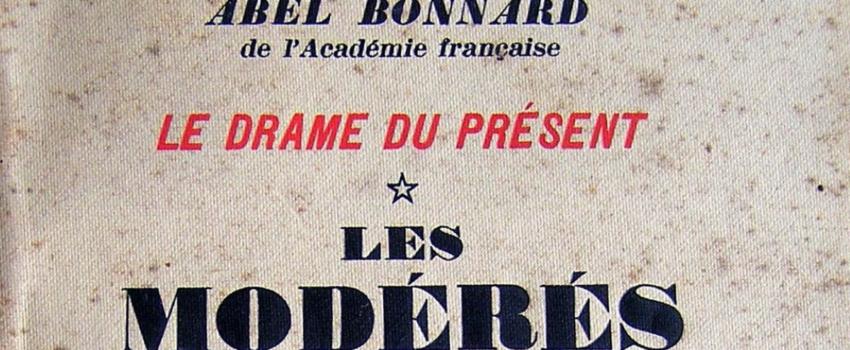 ABEL BONNARD
de l'Académie française
LE DRAME DU PRÉSENT
LES
MODÉRÉS